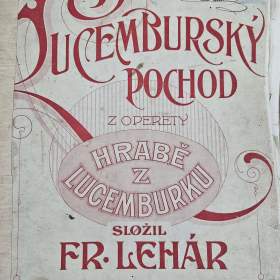 LUCEMBURSKÝ
POCHOD
Z OPERETY
HRABĚ
Z
LUCEMBURKU
SLOŽIL
FR. LEHÁR